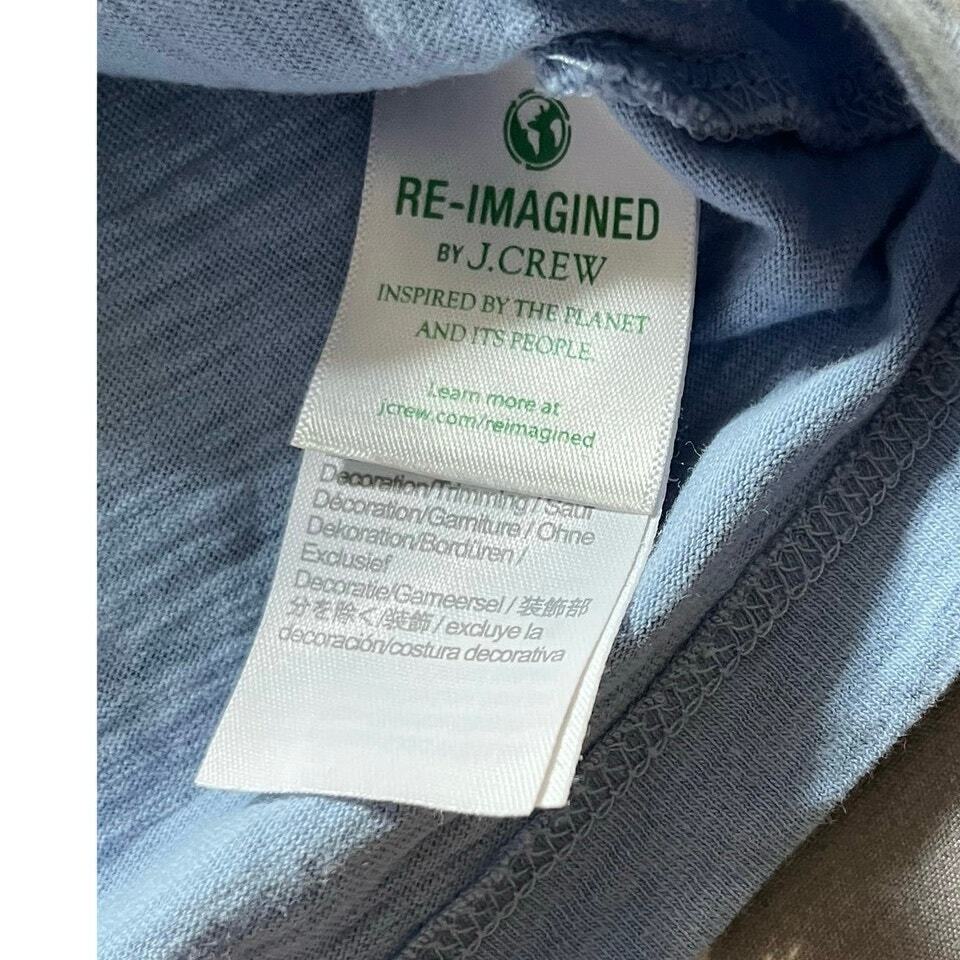 RE-IMAGINED
BY J.CREW
INSPIRED BY THE PLANET
AND ITS PEOPLE.
Learn more at
jcrew.com/reimagined
Decoration/Trimming / Sauf
Décoration/Garniture / Ohne
Dekoration/Bordüren /
Exclusief
Decoratie/Garneersel / 装飾部
分を除く/装飾 / excluye la
decoración/costura decorativa